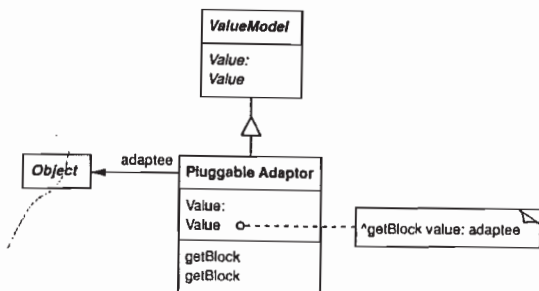 ValueModel
Value:
Value
Object
adaptee
Pluggable Adaptor
Value:
Value
^getBlock value: adaptee
getBlock
getBlock